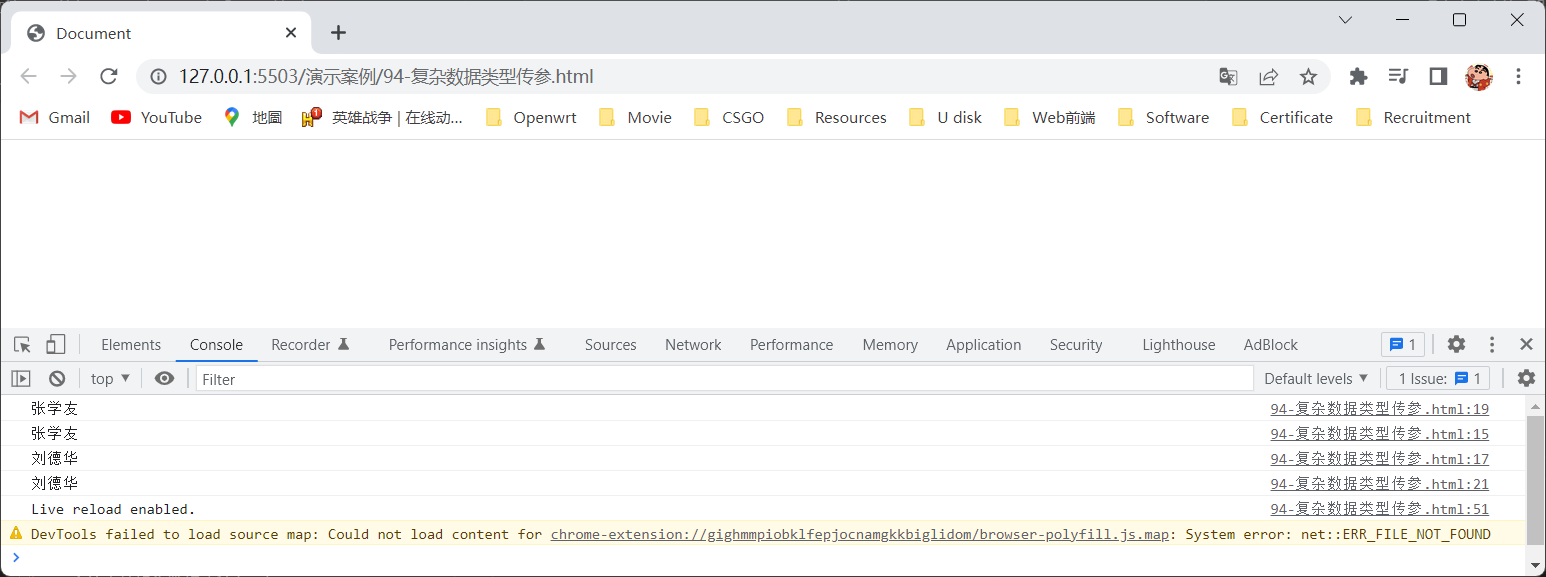 Document
127.0.0.1:5503/演示案例/94-复杂数据类型传参.html
Gmail YouTube 地圖 英雄战争 | 在线动... Openwrt Movie CSGO Resources U disk Web前端 Software Certificate Recruitment
Elements Console Recorder Performance insights Sources Network Performance Memory Application Security Lighthouse AdBlock 1
top Filter Default levels 1 Issue: 1
张学友 94-复杂数据类型传参.html:19
张学友 94-复杂数据类型传参.html:15
刘德华 94-复杂数据类型传参.html:17
刘德华 94-复杂数据类型传参.html:21
Live reload enabled. 94-复杂数据类型传参.html:51
DevTools failed to load source map: Could not load content for chrome-extension://gighmmpiobklfepjocnamgkkbiglidom/browser-polyfill.js.map: System error: net::ERR_FILE_NOT_FOUND